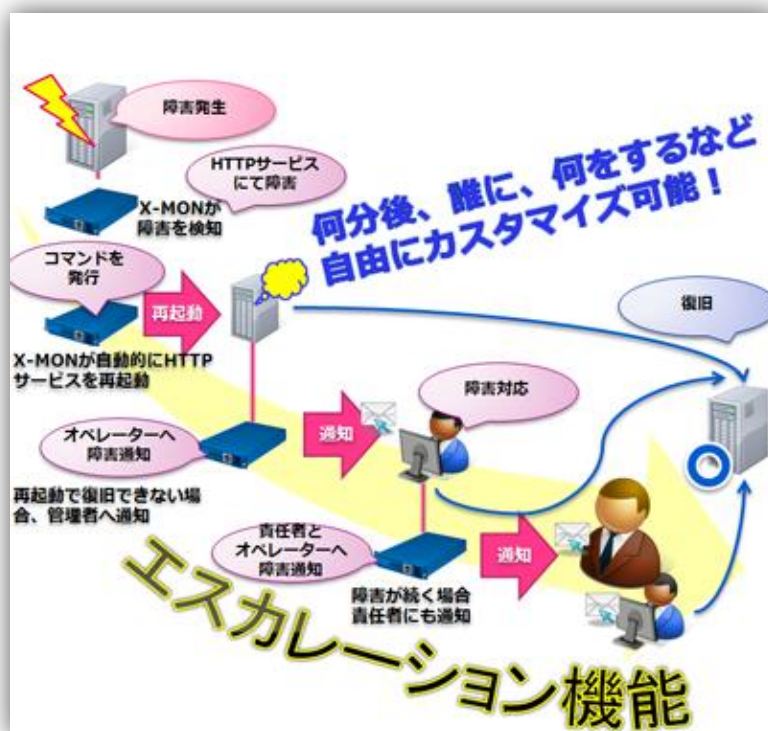 障害発生
HTTPサービス
にて障害
X-MONが
障害を検知
何分後、誰に、何をするなど
自由にカスタマイズ可能！
コマンドを
発行
再起動
復旧
X-MONが自動的にHTTP
サービスを再起動
障害対応
オペレーターへ
障害通知
通知
再起動で復旧できない場
合、管理者へ通知
責任者と
オペレーターへ
障害通知
通知
障害が続く場合
責任者にも通知
エスカレーション機能